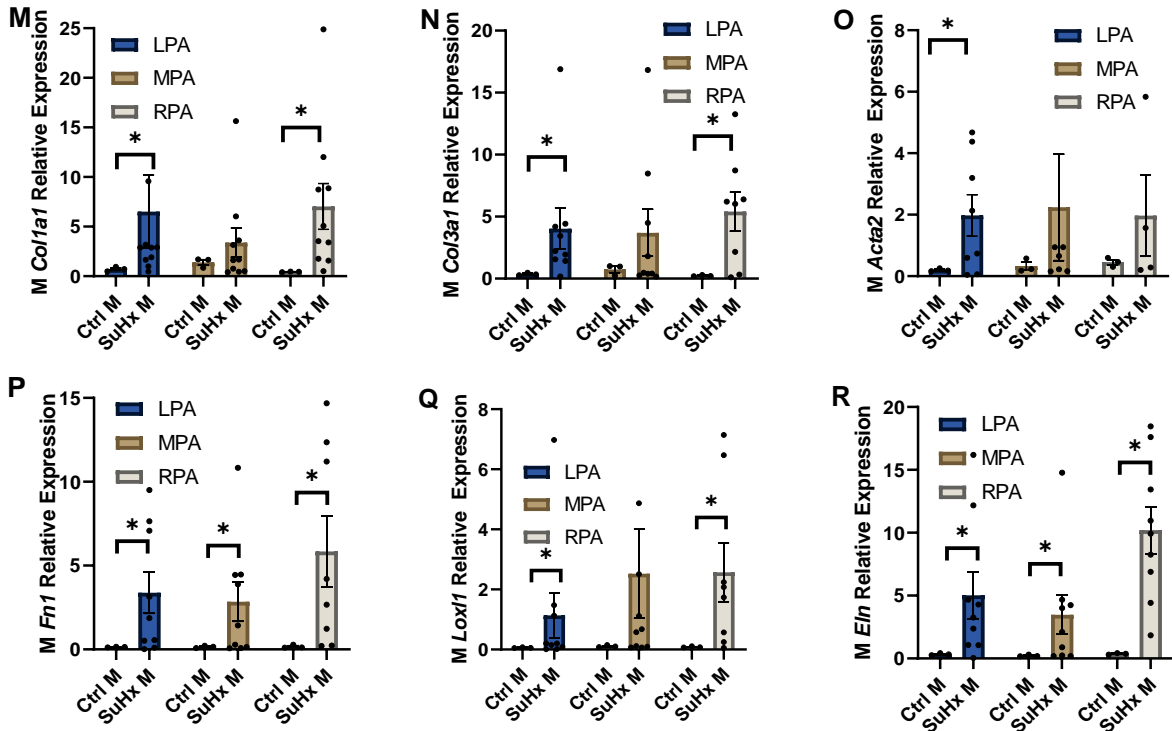 M
M Col1a1 Relative Expression
25
20
15
10
5
0
LPA
MPA
RPA
*
*
Ctrl M
SuHx M
Ctrl M
SuHx M
Ctrl M
SuHx M
N
M Col3a1 Relative Expression
20
15
10
5
0
LPA
MPA
RPA
*
*
Ctrl M
SuHx M
Ctrl M
SuHx M
Ctrl M
SuHx M
O
M Acta2 Relative Expression
8
6
4
2
0
LPA
MPA
RPA
*
Ctrl M
SuHx M
Ctrl M
SuHx M
Ctrl M
SuHx M
P
M Fn1 Relative Expression
15
10
5
0
LPA
MPA
RPA
*
*
*
Ctrl M
SuHx M
Ctrl M
SuHx M
Ctrl M
SuHx M
Q
M Loxl1 Relative Expression
8
6
4
2
0
LPA
MPA
RPA
*
*
Ctrl M
SuHx M
Ctrl M
SuHx M
Ctrl M
SuHx M
R
M Eln Relative Expression
20
15
10
5
0
LPA
MPA
RPA
*
*
*
Ctrl M
SuHx M
Ctrl M
SuHx M
Ctrl M
SuHx M